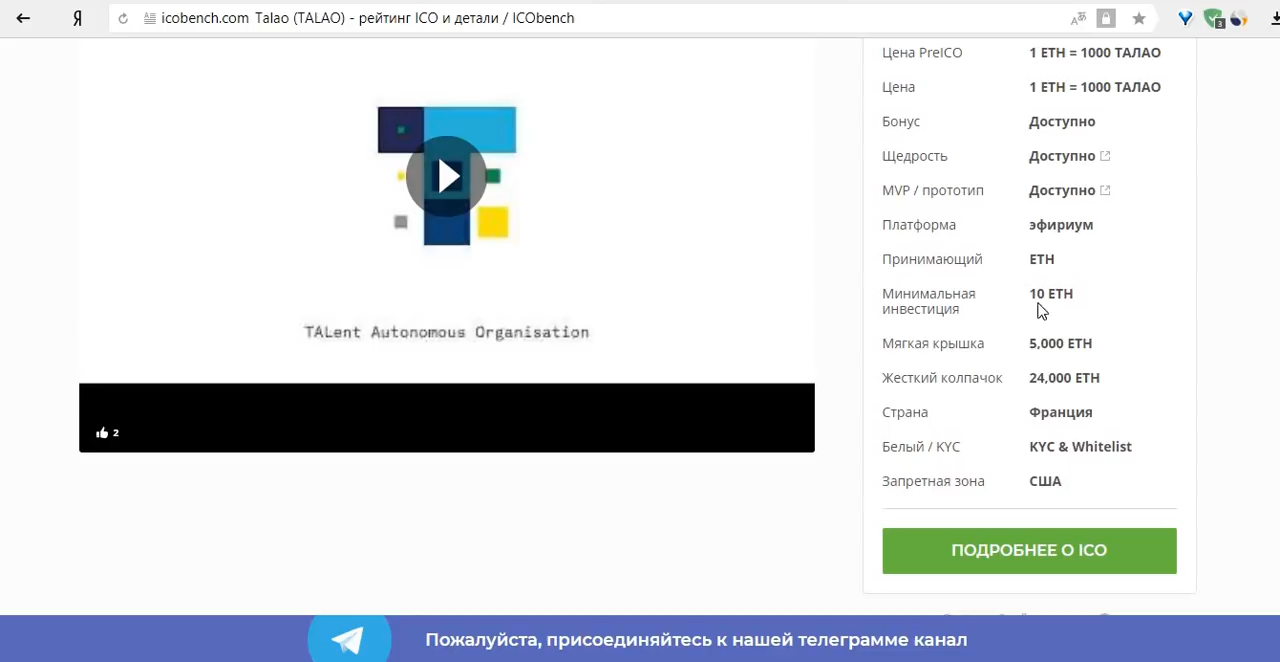 Я icobench.com Talao (TALAO) - рейтинг ICO и детали / ICObench
3
Цена PreICO 1 ETH = 1000 ТАЛАО
Цена 1 ETH = 1000 ТАЛАО
Бонус Доступно
Щедрость Доступно
MVP / прототип Доступно
Платформа эфириум
Принимающий ETH
Минимальная инвестиция 10 ETH
Мягкая крышка 5,000 ETH
Жесткий колпачок 24,000 ETH
Страна Франция
Белый / KYC KYC & Whitelist
Запретная зона США
ПОДРОБНЕЕ О ICO
TALent Autonomous Organisation
2
Пожалуйста, присоединяйтесь к нашей телеграмме канал